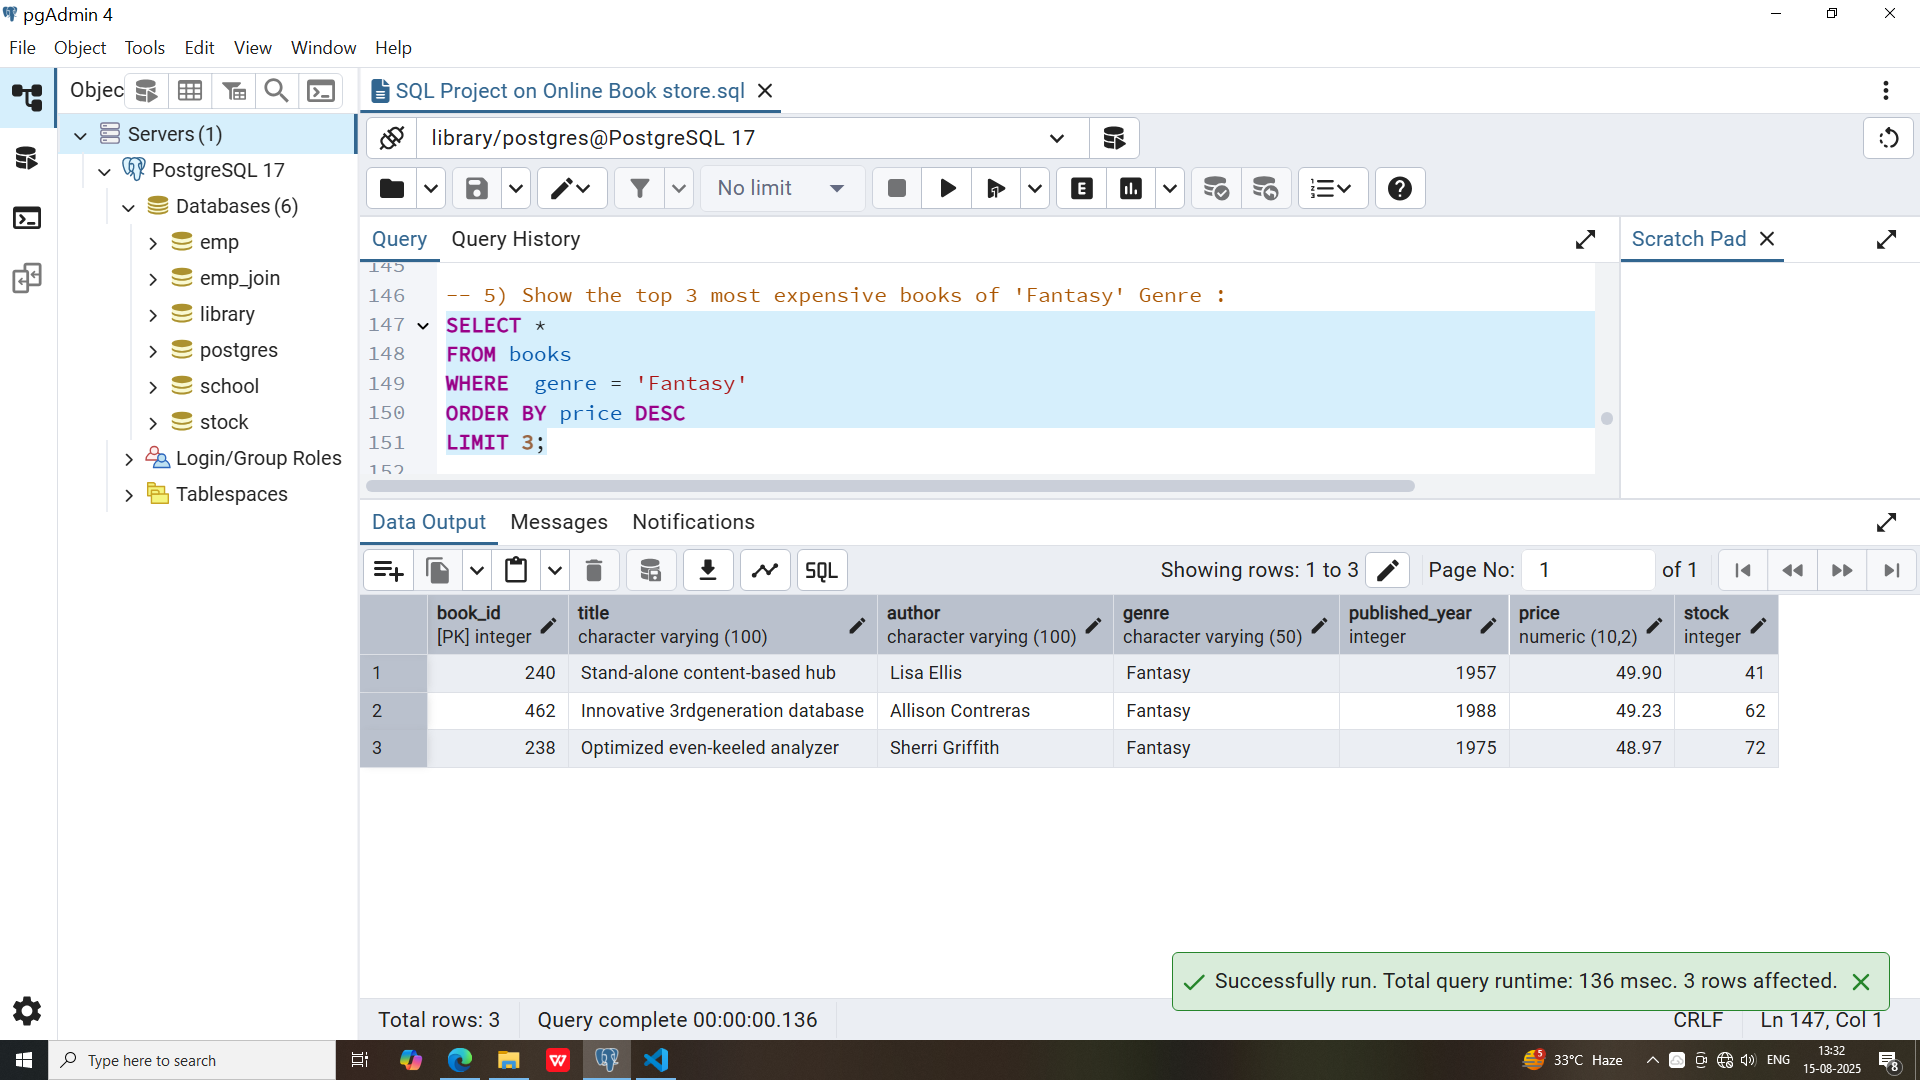 pgAdmin 4
File Object Tools Edit View Window Help
Objec
SQL Project on Online Book store.sql
Servers (1)
PostgreSQL 17
Databases (6)
emp
emp_join
library
postgres
school
stock
Login/Group Roles
Tablespaces
library/postgres@PostgreSQL 17
No limit
E
Query Query History
Scratch Pad
145
146 -- 5) Show the top 3 most expensive books of 'Fantasy' Genre :
147 SELECT *
148 FROM books
149 WHERE  genre = 'Fantasy'
150 ORDER BY price DESC
151 LIMIT 3;
152
Data Output Messages Notifications
SQL
Showing rows: 1 to 3
Page No: 1 of 1
book_id title author genre published_year price stock
[PK] integer character varying (100) character varying (100) character varying (50) integer numeric (10,2) integer
1 240 Stand-alone content-based hub Lisa Ellis Fantasy 1957 49.90 41
2 462 Innovative 3rdgeneration database Allison Contreras Fantasy 1988 49.23 62
3 238 Optimized even-keeled analyzer Sherri Griffith Fantasy 1975 48.97 72
Successfully run. Total query runtime: 136 msec. 3 rows affected.
Total rows: 3 Query complete 00:00:00.136
CRLF Ln 147, Col 1
Type here to search
W
5
33°C Haze
ENG
13:32
15-08-2025
8